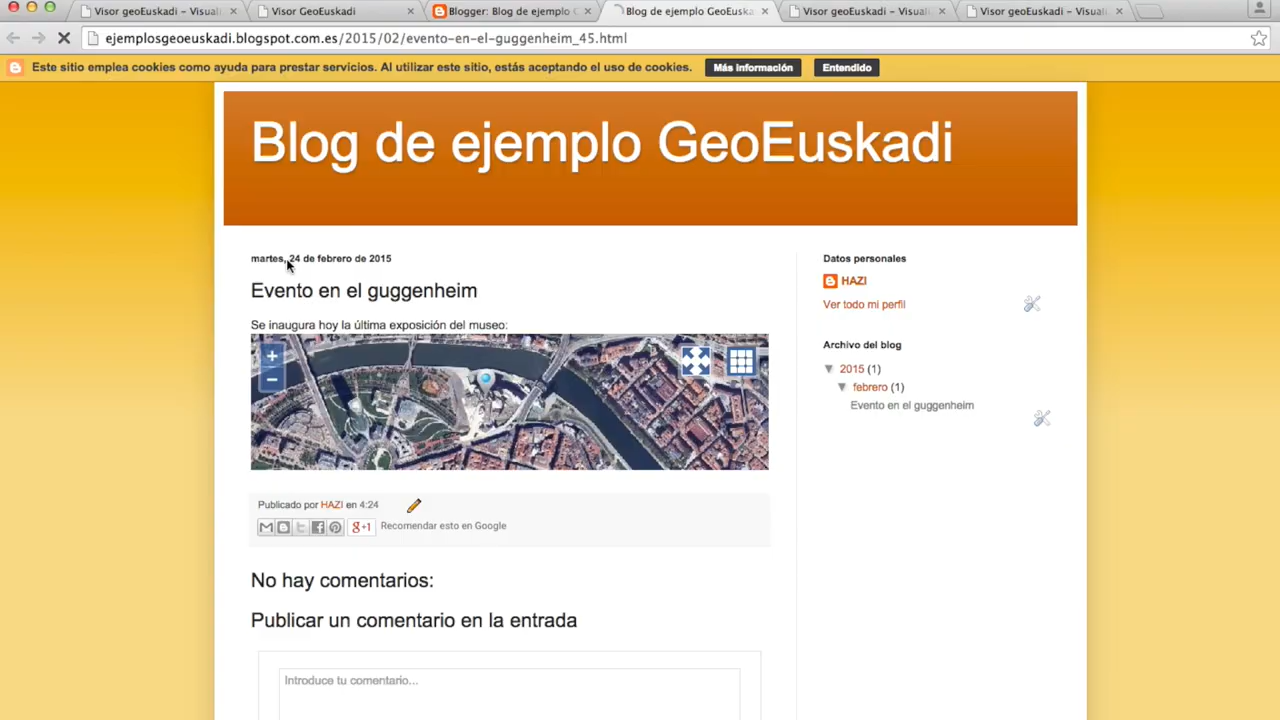 Visor geoEuskadi – Visuali
Visor GeoEuskadi
Blogger: Blog de ejemplo G
Blog de ejemplo GeoEuska
Visor geoEuskadi – Visuali
Visor geoEuskadi – Visuali
ejemplosgeoeuskadi.blogspot.com.es/2015/02/evento-en-el-guggenheim_45.html
Este sitio emplea cookies como ayuda para prestar servicios. Al utilizar este sitio, estás aceptando el uso de cookies.
Más información
Entendido
Blog de ejemplo GeoEuskadi
martes, 24 de febrero de 2015
Evento en el guggenheim
Se inaugura hoy la última exposición del museo:
+
−
Publicado por HAZI en 4:24
g+1 Recomendar esto en Google
No hay comentarios:
Publicar un comentario en la entrada
Introduce tu comentario...
Datos personales
HAZI
Ver todo mi perfil
Archivo del blog
▼ 2015 (1)
▼ febrero (1)
Evento en el guggenheim